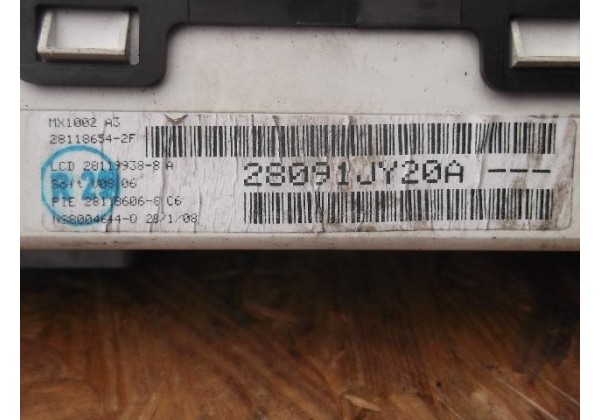 MX1002 A3
28118654-2F
LCD 28119938-8 A
Soft 08.06
PIE 28118606-8 C6
NS8004644-0 28/1/08
28091JY20A ---